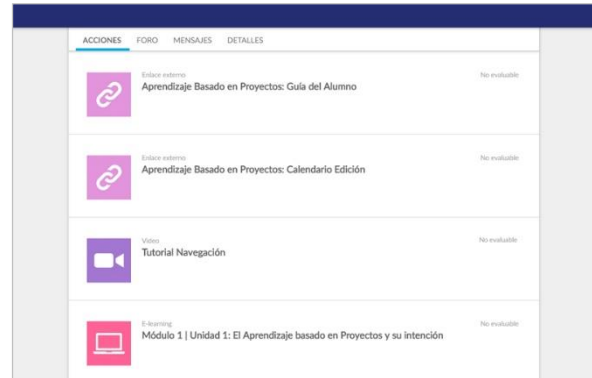 ACCIONES FORO MENSAJES DETALLES
Enlace externo No evaluable
Aprendizaje Basado en Proyectos: Guía del Alumno
Enlace externo No evaluable
Aprendizaje Basado en Proyectos: Calendario Edición
Video No evaluable
Tutorial Navegación
E-learning No evaluable
Módulo 1 | Unidad 1: El Aprendizaje basado en Proyectos y su intención